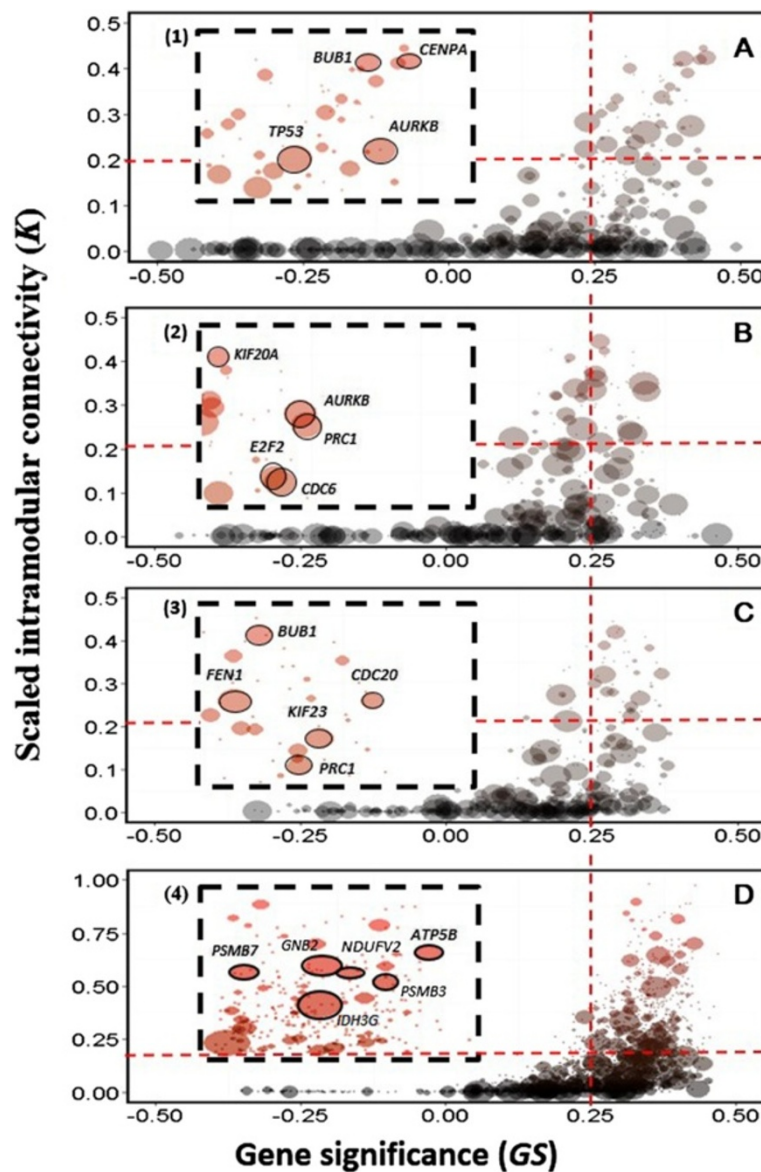 Scaled intramodular connectivity (K)
0.5
0.4
0.3
0.2
0.1
0.0
(1)
A
BUB1
CENPA
TP53
AURKB
-0.50
-0.25
0.00
0.25
0.50
0.5
0.4
0.3
0.2
0.1
0.0
(2)
B
KIF20A
AURKB
PRC1
E2F2
CDC6
-0.50
-0.25
0.00
0.25
0.50
0.5
0.4
0.3
0.2
0.1
0.0
(3)
C
BUB1
FEN1
CDC20
KIF23
PRC1
-0.50
-0.25
0.00
0.25
0.50
1.00
0.75
0.50
0.25
0.00
(4)
D
PSMB7
GNB2
NDUFV2
ATP5B
PSMB3
IDH3G
-0.50
-0.25
0.00
0.25
0.50
Gene significance (GS)